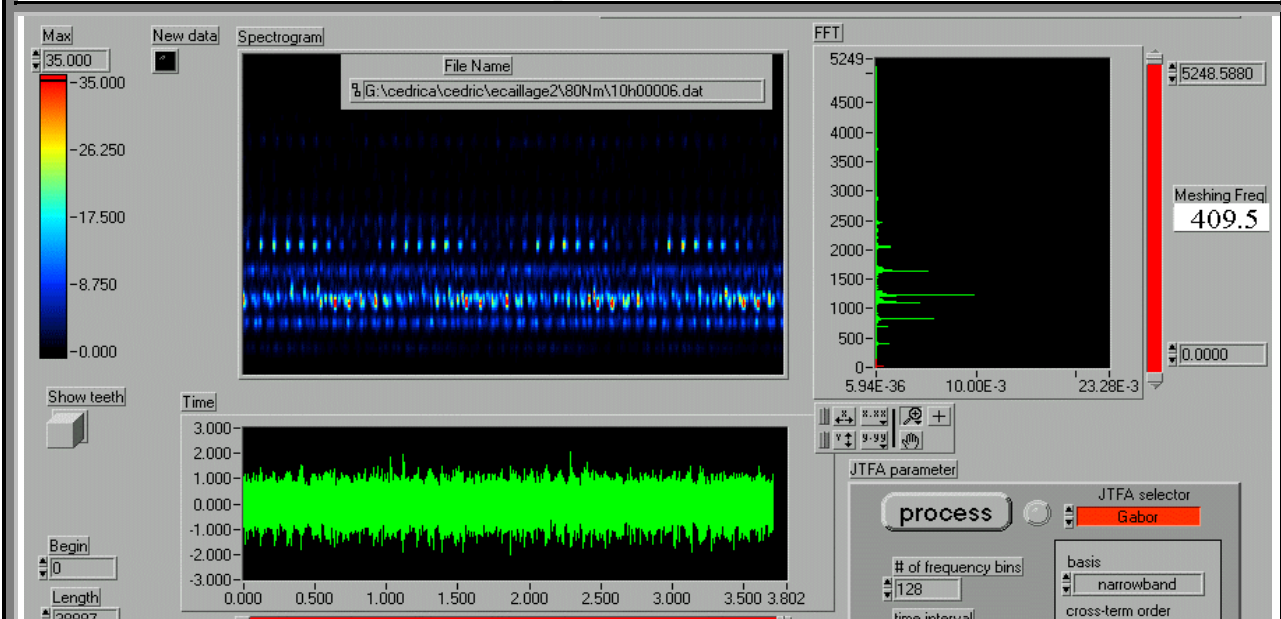 Max
New data
Spectrogram
FFT
35.000
File Name
G:\cedrica\cedric\ecaillage2\80Nm\10h00006.dat
-35.000
-26.250
-17.500
-8.750
-0.000
5249-
4500-
4000-
3500-
3000-
2500-
2000-
1500-
1000-
500-
0-
5.94E-36
10.00E-3
23.28E-3
5248.5880
Meshing Freq
409.5
0.0000
Show teeth
Time
3.000-
2.000-
1.000-
0.000-
-1.000-
-2.000-
-3.000-
0.000 0.500 1.000 1.500 2.000 2.500 3.000 3.500 3.802
X X.XX
Y Y.YY
JTFA parameter
process
JTFA selector
Gabor
Begin
0
Length
# of frequency bins
128
time interval
basis
narrowband
cross-term order